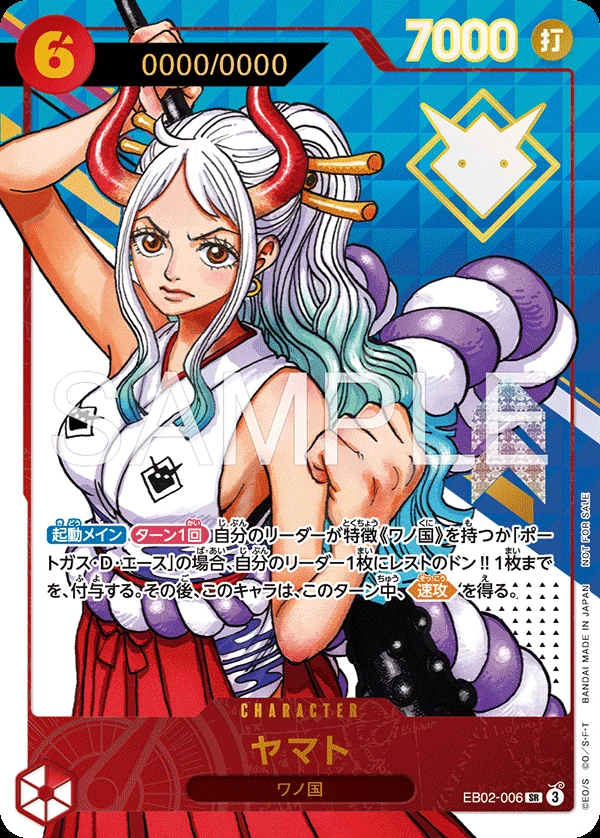 6
0000/0000
7000
打
SAMPLE
起動メイン ターン1回 自分のリーダーが特徴《ワノ国》を持つか「ポー
トガス・D・エース」の場合、自分のリーダー1枚にレストのドン!!1枚まで
を、付与する。その後、このキャラは、このターン中、速攻を得る。
CHARACTER
ヤマト
ワノ国
EB02-006 SR 3
©E.O/S ©O/S・F・T BANDAI MADE IN JAPAN NOT FOR SALE